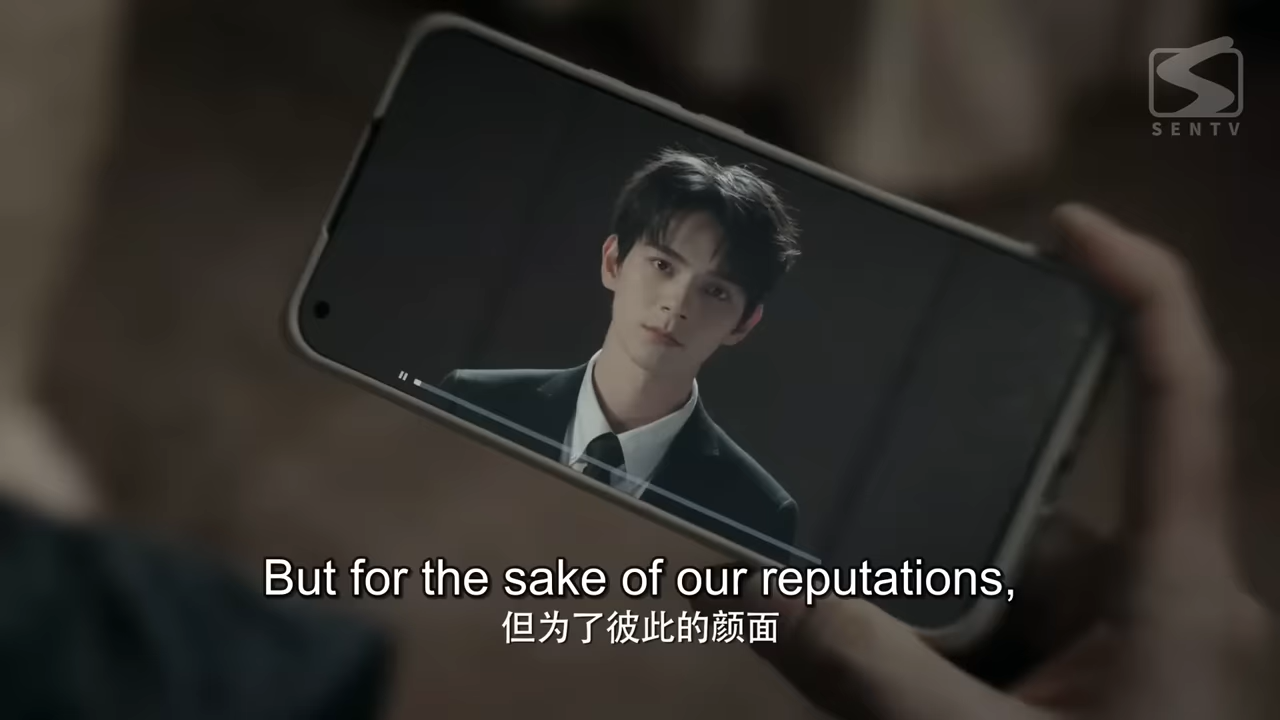 SENTV
But for the sake of our reputations,
但为了彼此的颜面